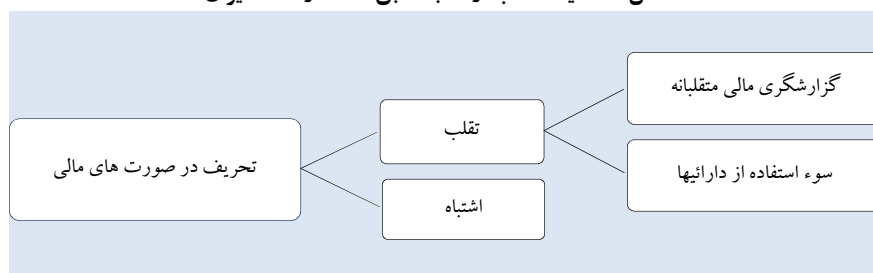 گزارشگری مالی متقلبانه
تقلب
تحریف در صورت های مالی
سوء استفاده از دارائیها
اشتباه